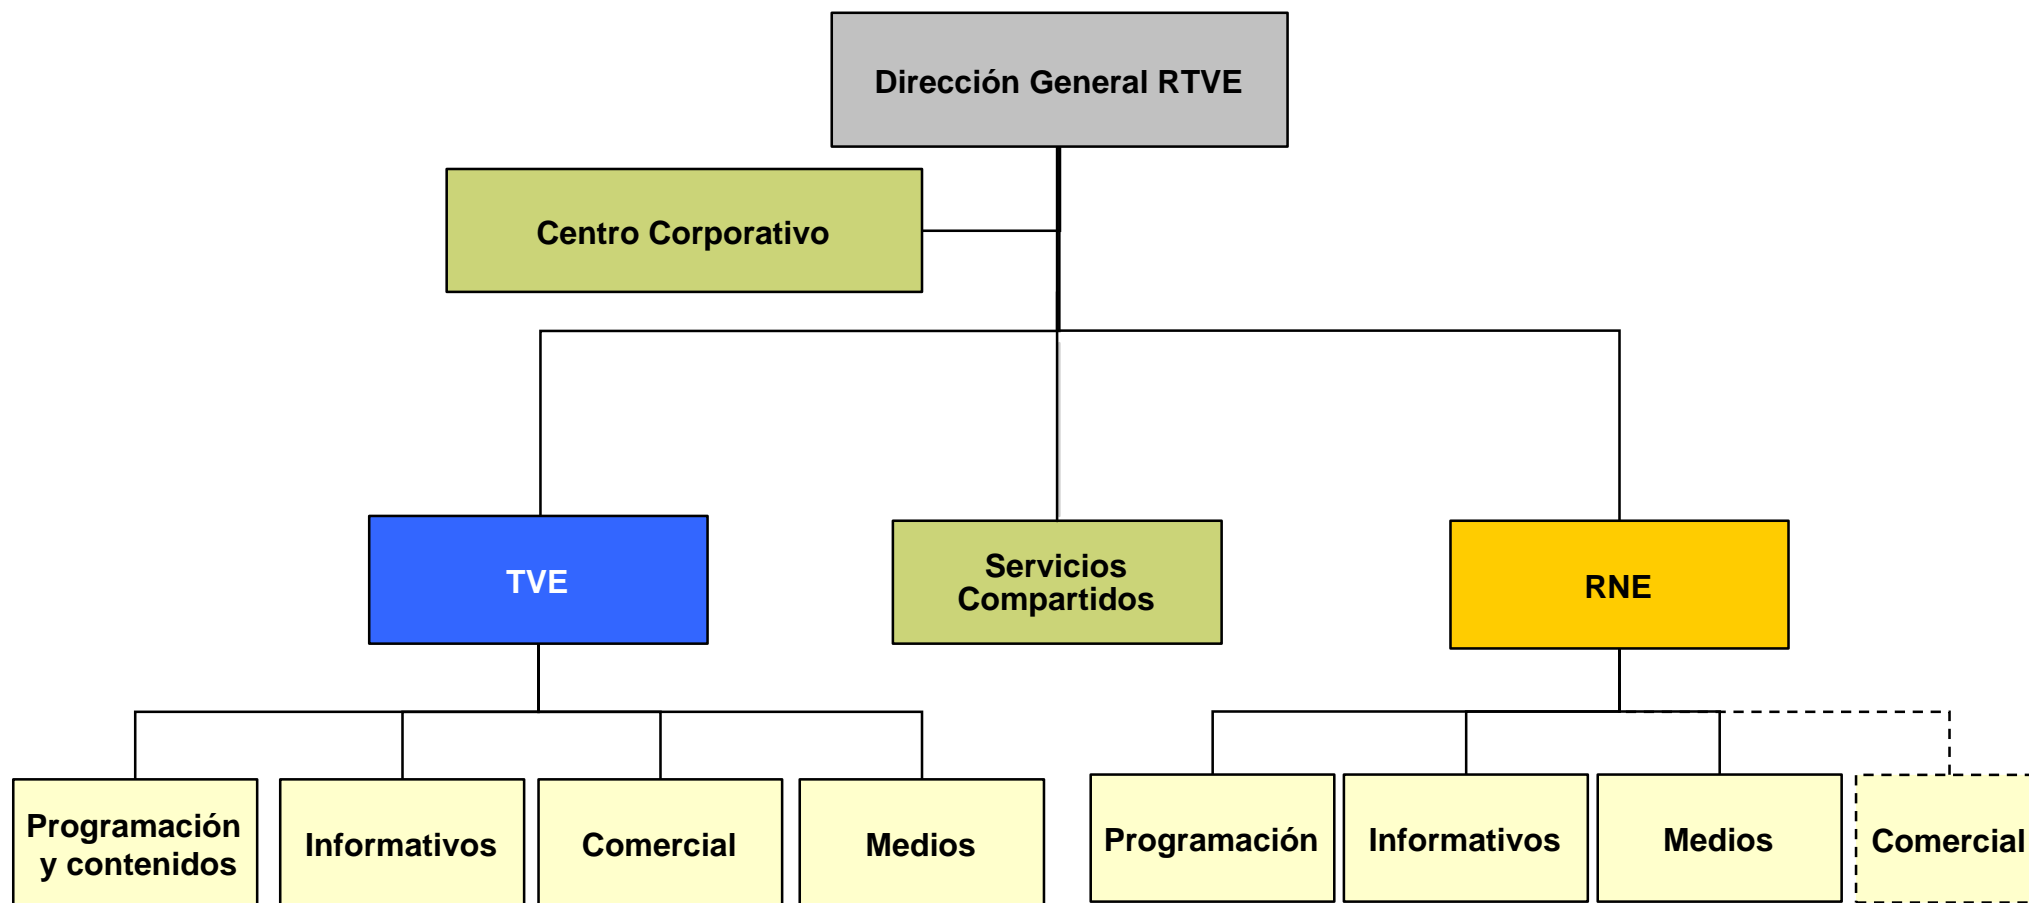 Dirección General RTVE
Centro Corporativo
TVE
Servicios
Compartidos
RNE
Programación
y contenidos
Informativos
Comercial
Medios
Programación
Informativos
Medios
Comercial